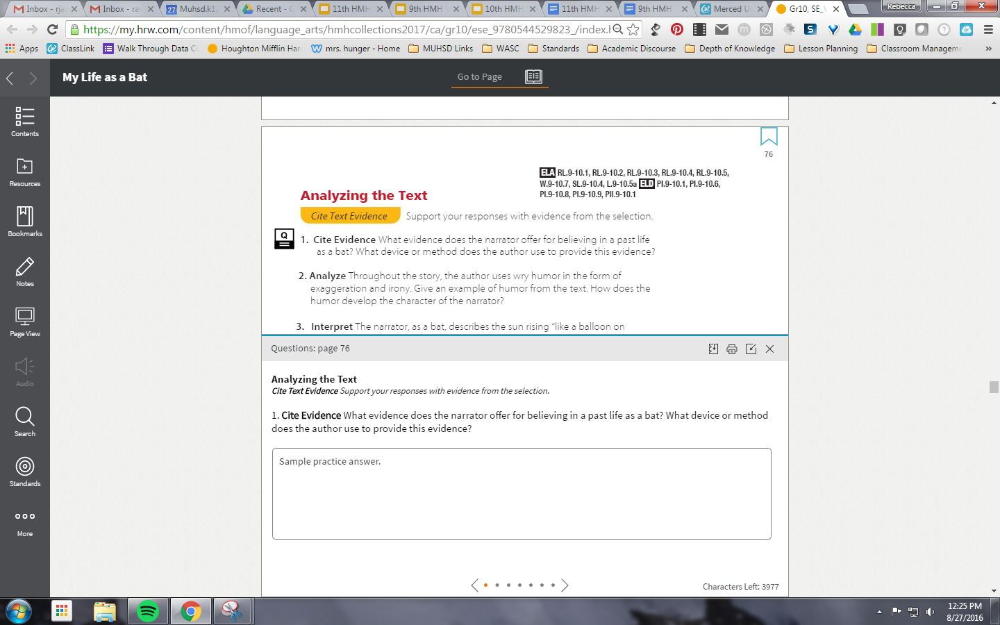 Inbox - rja
Inbox - ra
27 Muhsd.k12
Recent - G
11th HMH
9th HMH
10th HMH
11th HMH
9th HMH
Merced U
Gr10, SE_V
Rebecca
https://my.hrw.com/content/hmof/language_arts/hmhcollections2017/ca/gr10/ese_9780544529823_/index.h
Apps
ClassLink
Walk Through Data C
Houghton Mifflin Har
mrs. hunger - Home
MUHSD Links
WASC
Standards
Academic Discourse
Depth of Knowledge
Lesson Planning
Classroom Manageme
»
My Life as a Bat
Go to Page
Contents
Resources
Bookmarks
Notes
Page View
Audio
Search
Standards
More
76
ELA RL.9-10.1, RL.9-10.2, RL.9-10.3, RL.9-10.4, RL.9-10.5,
W.9-10.7, SL.9-10.4, L.9-10.5a ELD PI.9-10.1, PI.9-10.6,
PI.9-10.8, PI.9-10.9, PII.9-10.1
Analyzing the Text
Cite Text Evidence Support your responses with evidence from the selection.
Q
1. Cite Evidence What evidence does the narrator offer for believing in a past life
as a bat? What device or method does the author use to provide this evidence?
2. Analyze Throughout the story, the author uses wry humor in the form of
exaggeration and irony. Give an example of humor from the text. How does the
humor develop the character of the narrator?
3. Interpret The narrator, as a bat, describes the sun rising “like a balloon on
Questions: page 76
Analyzing the Text
Cite Text Evidence Support your responses with evidence from the selection.
1. Cite Evidence What evidence does the narrator offer for believing in a past life as a bat? What device or method
does the author use to provide this evidence?
Sample practice answer.
Characters Left: 3977
12:25 PM
8/27/2016